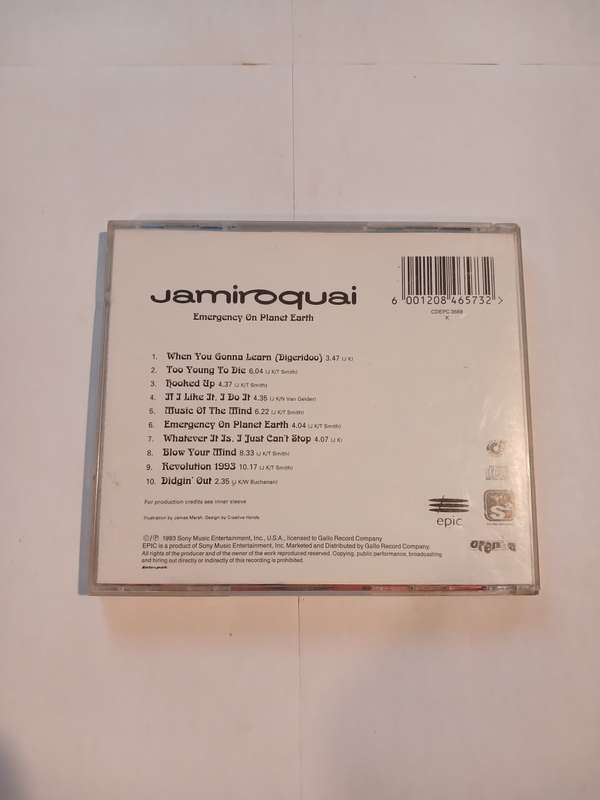 Jamiroquai
Emergency On Planet Earth
6 001208 465732 >
CDEPC 3569
K
1. When You Gonna Learn (Digeridoo) 3.47 (J K)
2. Too Young To Die 6.04 (J K/T Smith)
3. Hooked Up 4.37 (J K/T Smith)
4. If I Like It, I Do It 4.35 (J K/N Van Gelder)
5. Music Of The Mind 6.22 (J K/T Smith)
6. Emergency On Planet Earth 4.04 (J K/T Smith)
7. Whatever It Is, I Just Can't Stop 4.07 (J K)
8. Blow Your Mind 8.33 (J K/T Smith)
9. Revolution 1993 10.17 (J K/T Smith)
10. Didgin' Out 2.35 (J K/W Buchanan)
For production credits see inner sleeve
Illustration by James Marsh. Design by Creative Hands
epic
S
©/℗ 1993 Sony Music Entertainment, Inc., U.S.A., licensed to Gallo Record Company
EPIC is a product of Sony Music Entertainment, Inc. Marketed and Distributed by Gallo Record Company.
All rights of the producer and of the owner of the work reproduced reserved. Copying, public performance, broadcasting
and hiring out directly or indirectly of this recording is prohibited.